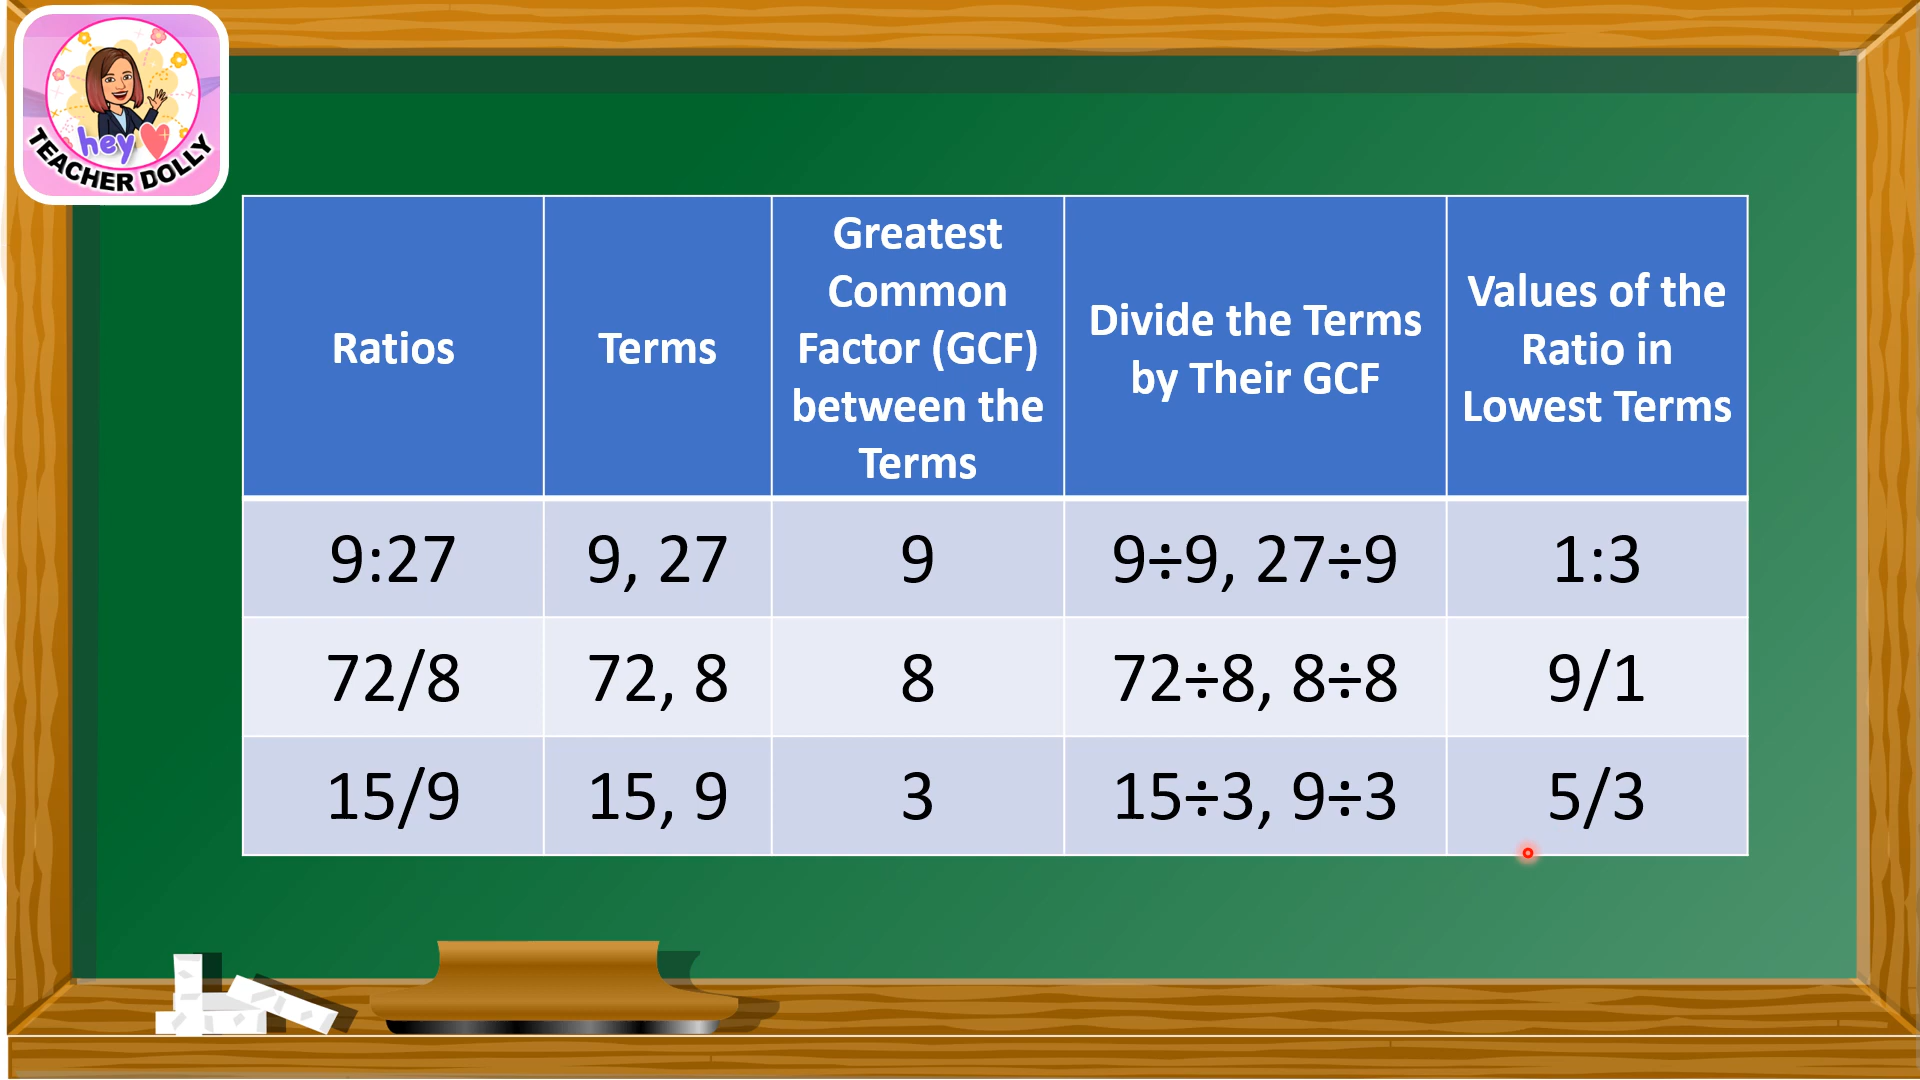 hey
TEACHER DOLLY
Ratios
Terms
Greatest
Common
Factor (GCF)
between the
Terms
Divide the Terms
by Their GCF
Values of the
Ratio in
Lowest Terms
9:27
9, 27
9
9÷9, 27÷9
1:3
72/8
72, 8
8
72÷8, 8÷8
9/1
15/9
15, 9
3
15÷3, 9÷3
5/3